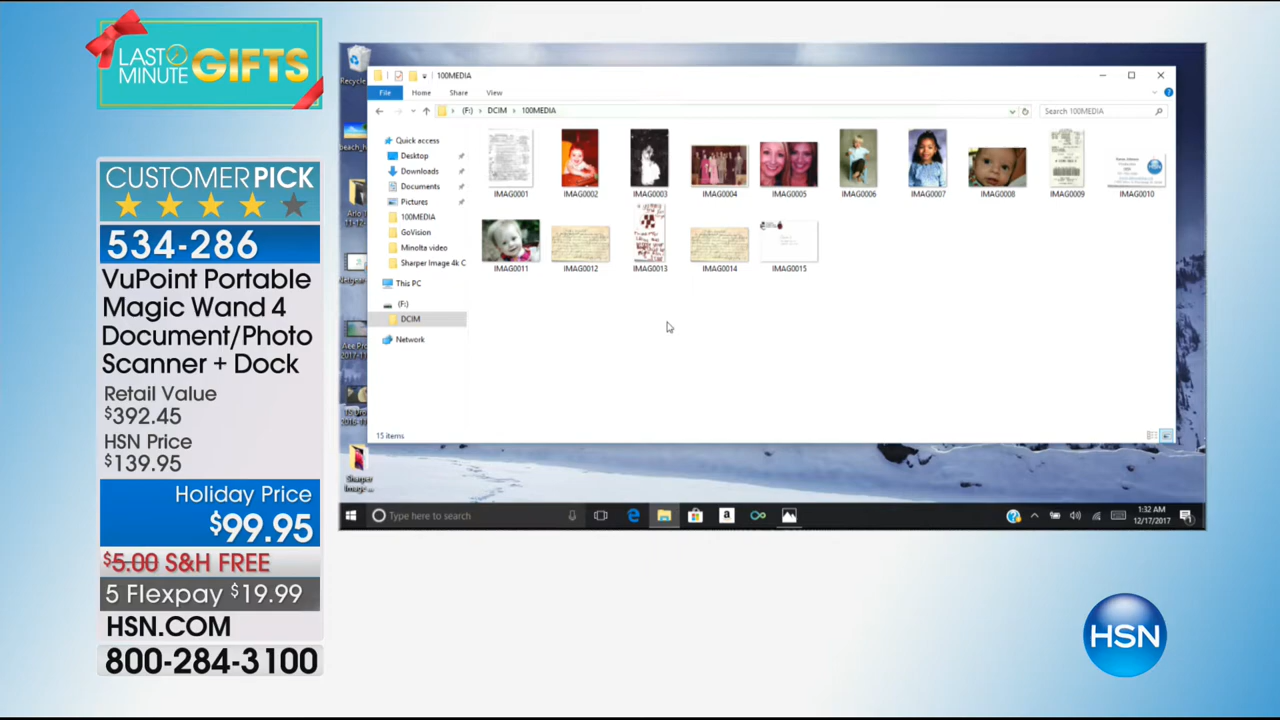 LAST
MINUTE GIFTS
CUSTOMER PICK
534-286
VuPoint Portable
Magic Wand 4
Document/Photo
Scanner + Dock
Retail Value
$392.45
HSN Price
$139.95
Holiday Price
$99.95
$5.00 S&H FREE
5 Flexpay $19.99
HSN.COM
800-284-3100
Recycle
100MEDIA
File Home Share View
(F:) DCIM 100MEDIA
Search 100MEDIA
Quick access
Desktop
Downloads
Documents
Pictures
100MEDIA
GoVision
Minolta video
Sharper Image 4k C
This PC
(F:)
DCIM
Network
IMAG0001 IMAG0002 IMAG0003 IMAG0004 IMAG0005 IMAG0006 IMAG0007 IMAG0008 IMAG0009 IMAG0010
IMAG0011 IMAG0012 IMAG0013 IMAG0014 IMAG0015
15 items
Sharper
Image ...
Type here to search
1:32 AM
12/17/2017
HSN